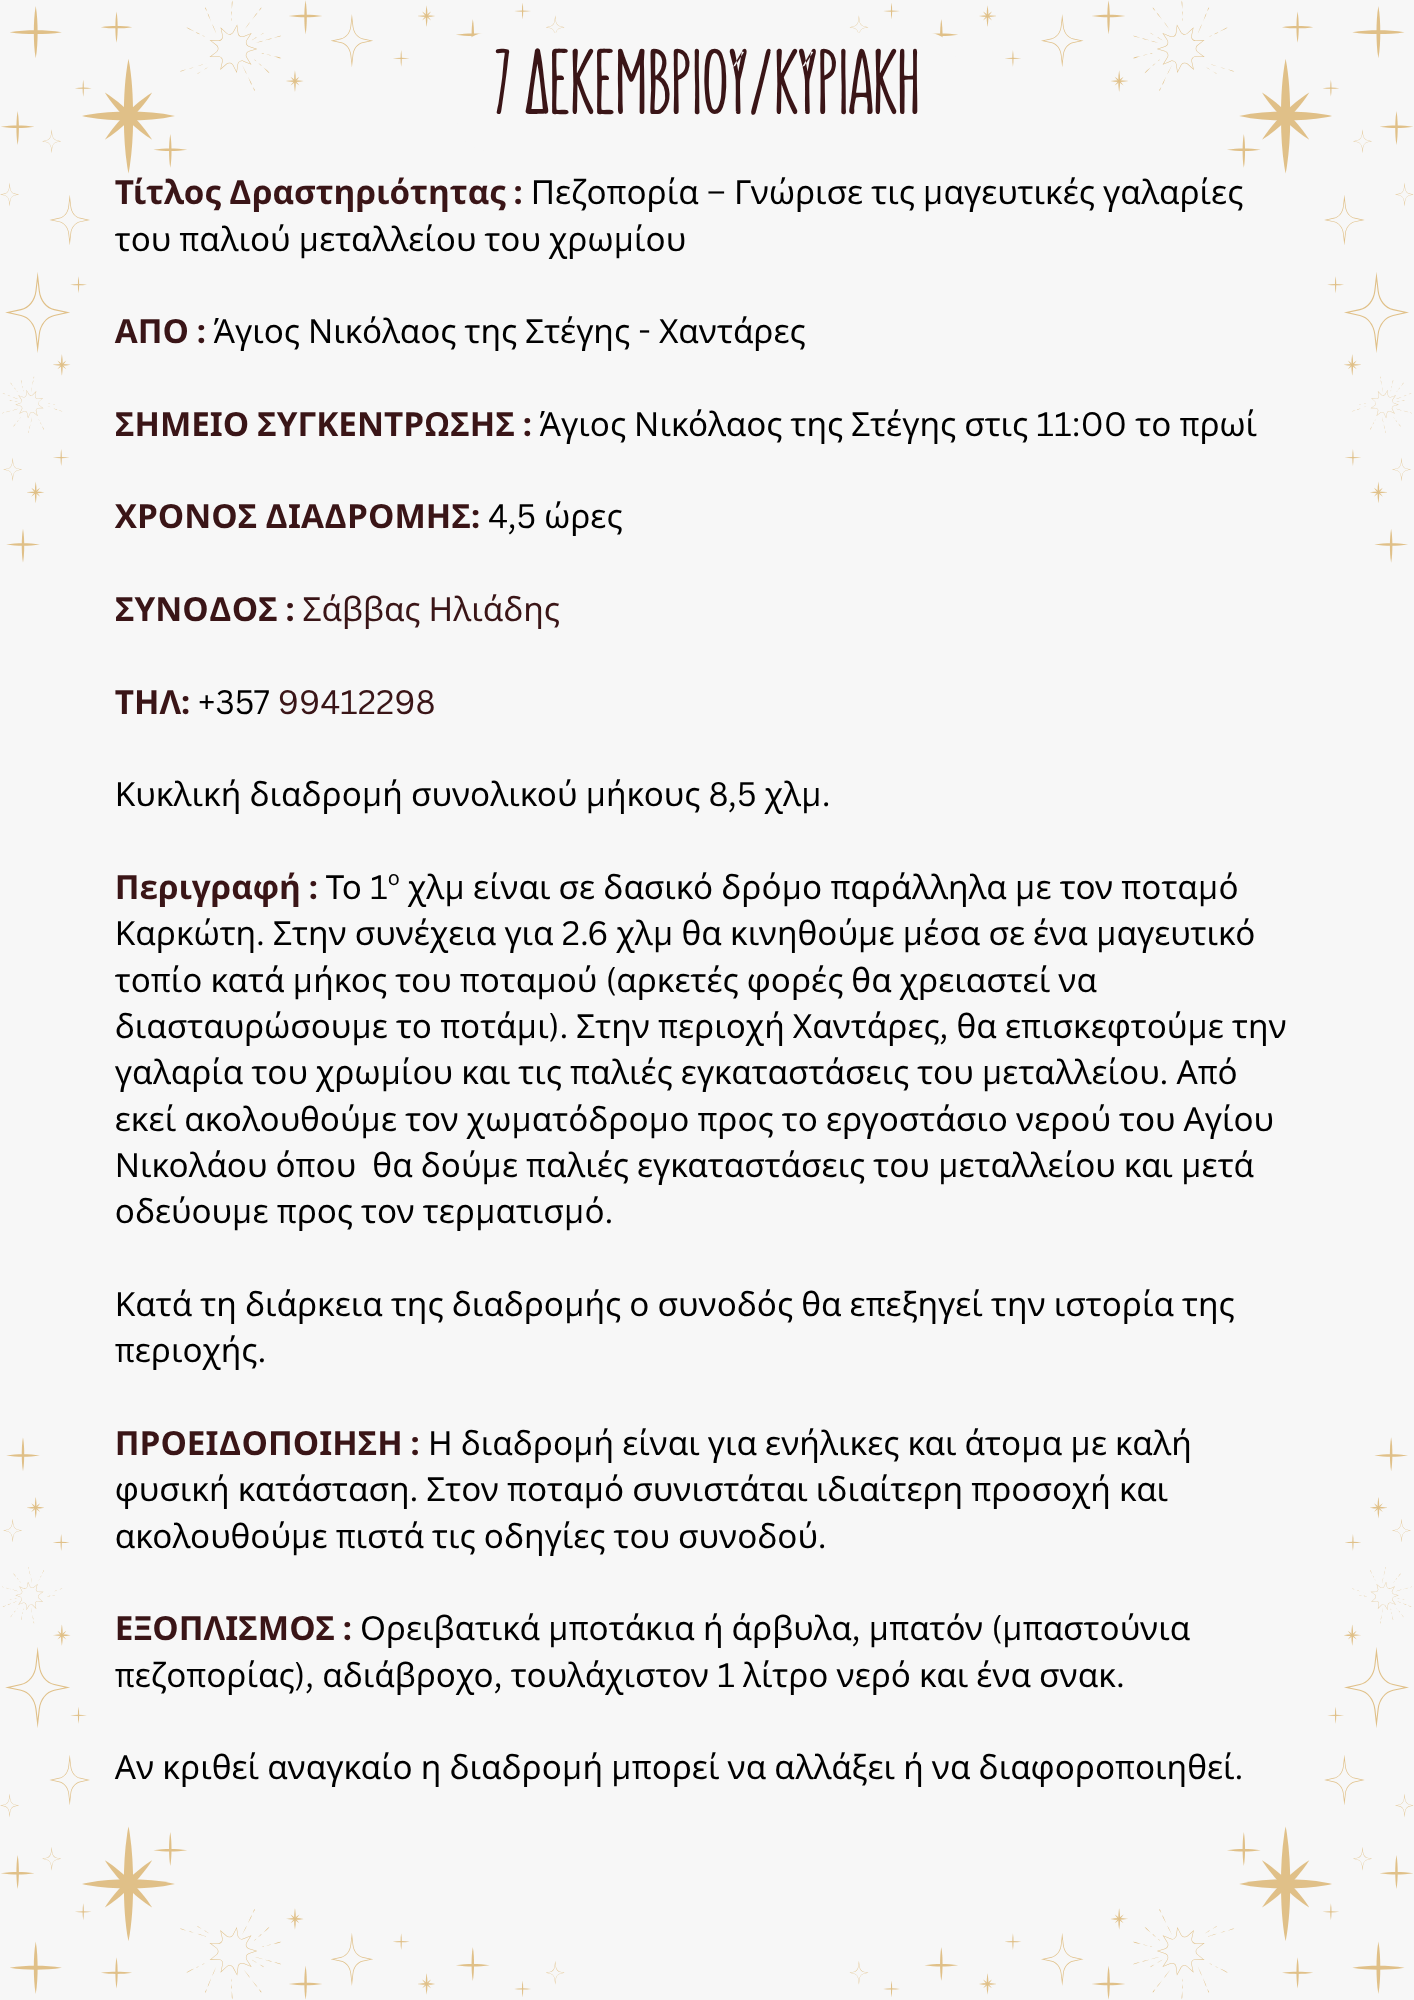 7 ΔΕΚΕΜΒΡΙΟΥ/ΚΥΡΙΑΚΗ
Τίτλος Δραστηριότητας : Πεζοπορία – Γνώρισε τις μαγευτικές γαλαρίες
του παλιού μεταλλείου του χρωμίου
ΑΠΟ : Άγιος Νικόλαος της Στέγης - Χαντάρες
ΣΗΜΕΙΟ ΣΥΓΚΕΝΤΡΩΣΗΣ : Άγιος Νικόλαος της Στέγης στις 11:00 το πρωί
ΧΡΟΝΟΣ ΔΙΑΔΡΟΜΗΣ: 4,5 ώρες
ΣΥΝΟΔΟΣ : Σάββας Ηλιάδης
ΤΗΛ: +357 99412298
Κυκλική διαδρομή συνολικού μήκους 8,5 χλμ.
Περιγραφή : Το 1º χλμ είναι σε δασικό δρόμο παράλληλα με τον ποταμό
Καρκώτη. Στην συνέχεια για 2.6 χλμ θα κινηθούμε μέσα σε ένα μαγευτικό
τοπίο κατά μήκος του ποταμού (αρκετές φορές θα χρειαστεί να
διασταυρώσουμε το ποτάμι). Στην περιοχή Χαντάρες, θα επισκεφτούμε την
γαλαρία του χρωμίου και τις παλιές εγκαταστάσεις του μεταλλείου. Από
εκεί ακολουθούμε τον χωματόδρομο προς το εργοστάσιο νερού του Αγίου
Νικολάου όπου  θα δούμε παλιές εγκαταστάσεις του μεταλλείου και μετά
οδεύουμε προς τον τερματισμό.
Κατά τη διάρκεια της διαδρομής ο συνοδός θα επεξηγεί την ιστορία της
περιοχής.
ΠΡΟΕΙΔΟΠΟΙΗΣΗ : Η διαδρομή είναι για ενήλικες και άτομα με καλή
φυσική κατάσταση. Στον ποταμό συνιστάται ιδιαίτερη προσοχή και
ακολουθούμε πιστά τις οδηγίες του συνοδού.
ΕΞΟΠΛΙΣΜΟΣ : Ορειβατικά μποτάκια ή άρβυλα, μπατόν (μπαστούνια
πεζοπορίας), αδιάβροχο, τουλάχιστον 1 λίτρο νερό και ένα σνακ.
Αν κριθεί αναγκαίο η διαδρομή μπορεί να αλλάξει ή να διαφοροποιηθεί.